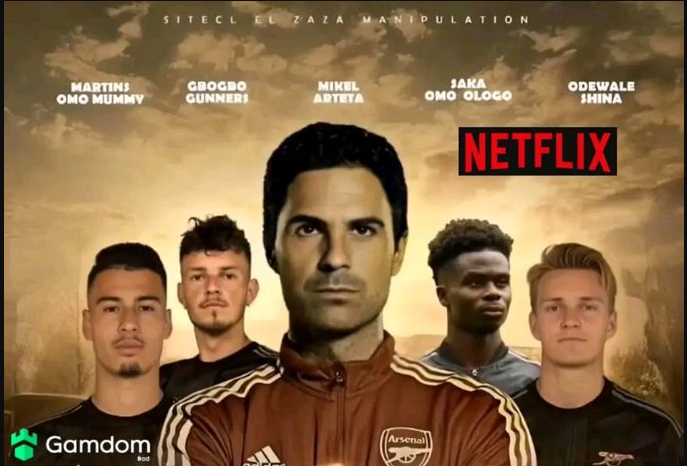 SITECL EL ZAZA MANIPULATION
MARTINS
OMO MUMMY
GBOGBO
GUNNERS
MIKEL
ARTETA
SAKA
OMO OLOGO
ODEWALE
SHINA
NETFLIX
Arsenal
adidas
Gamdom